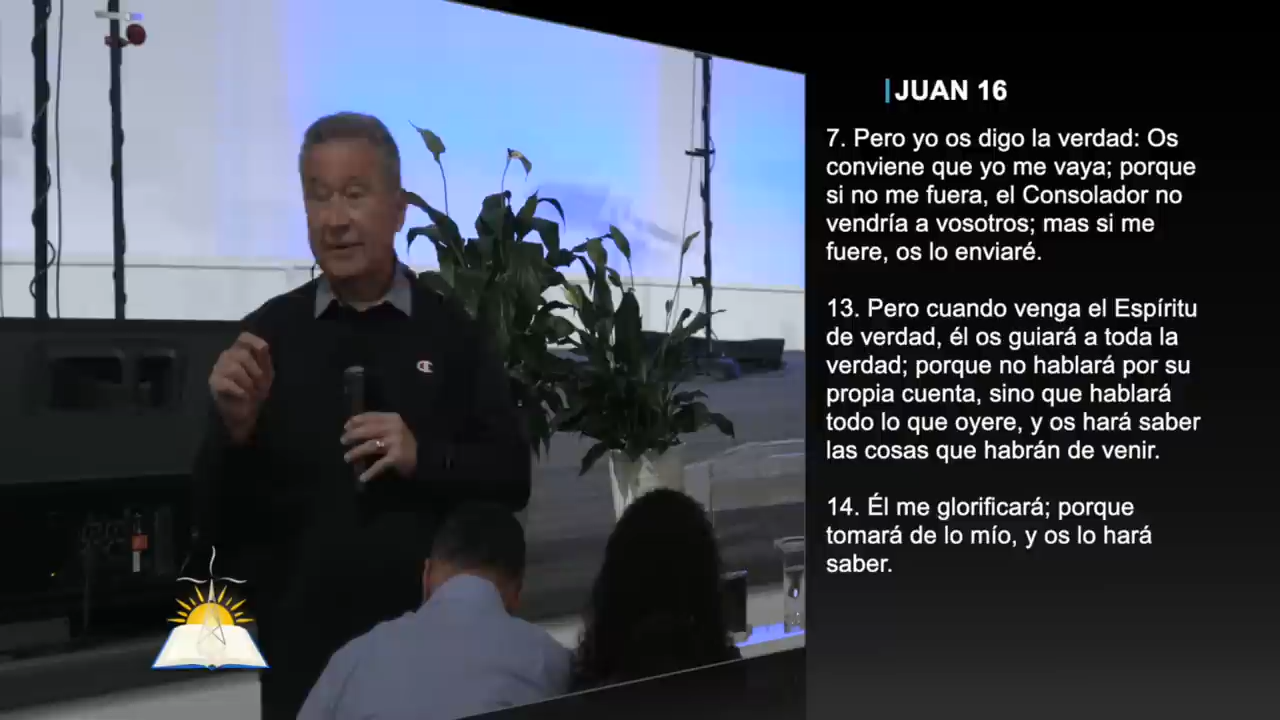 JUAN 16
7. Pero yo os digo la verdad: Os
conviene que yo me vaya; porque
si no me fuera, el Consolador no
vendría a vosotros; mas si me
fuere, os lo enviaré.
13. Pero cuando venga el Espíritu
de verdad, él os guiará a toda la
verdad; porque no hablará por su
propia cuenta, sino que hablará
todo lo que oyere, y os hará saber
las cosas que habrán de venir.
14. Él me glorificará; porque
tomará de lo mío, y os lo hará
saber.